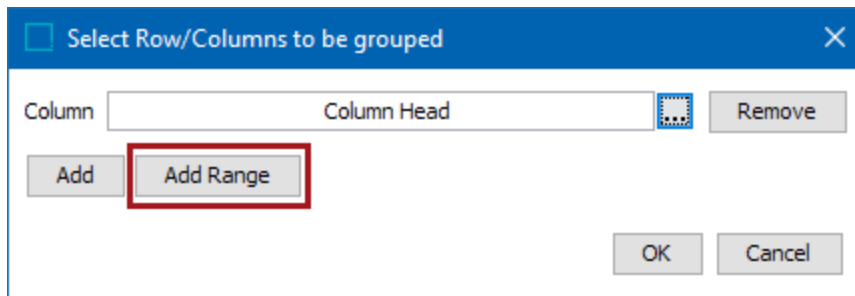 Select Row/Columns to be grouped
Column Column Head ... Remove
Add Add Range
OK Cancel